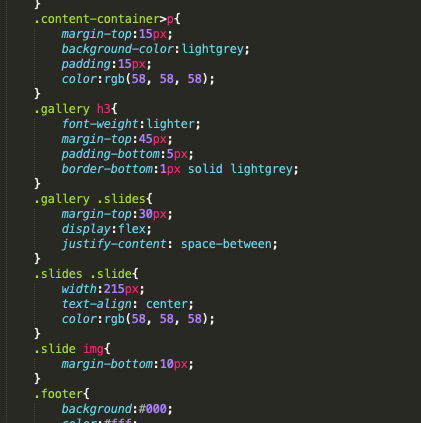 }
.content-container>p{
margin-top:15px;
background-color:lightgrey;
padding:15px;
color:rgb(58, 58, 58);
}
.gallery h3{
font-weight:lighter;
margin-top:45px;
padding-bottom:5px;
border-bottom:1px solid lightgrey;
}
.gallery .slides{
margin-top:30px;
display:flex;
justify-content: space-between;
}
.slides .slide{
width:215px;
text-align: center;
color:rgb(58, 58, 58);
}
.slide img{
margin-bottom:10px;
}
.footer{
background:#000;
color:#fff;